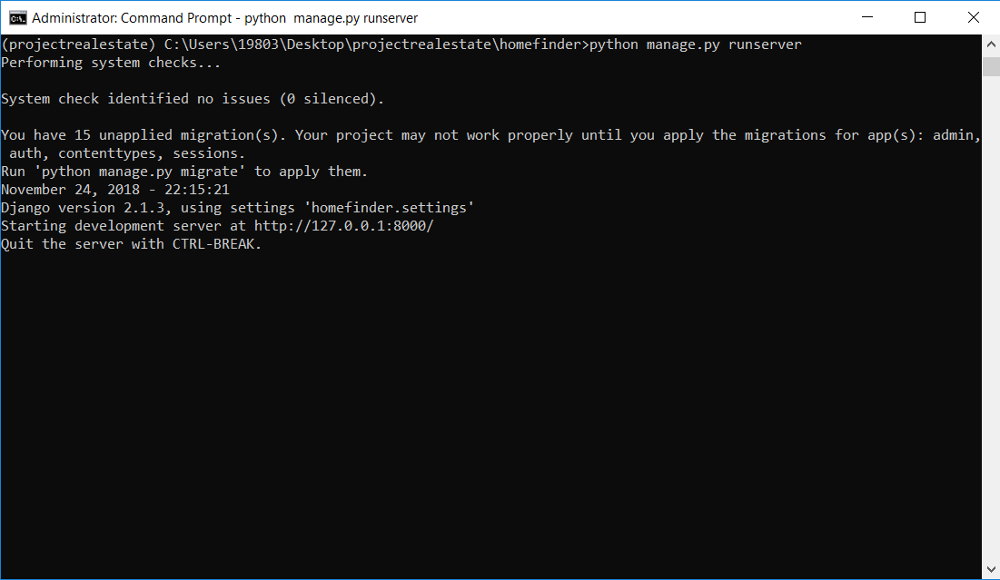 Administrator: Command Prompt - python  manage.py runserver
(projectrealestate) C:\Users\19803\Desktop\projectrealestate\homefinder>python manage.py runserver
Performing system checks...
System check identified no issues (0 silenced).
You have 15 unapplied migration(s). Your project may not work properly until you apply the migrations for app(s): admin,
 auth, contenttypes, sessions.
Run 'python manage.py migrate' to apply them.
November 24, 2018 - 22:15:21
Django version 2.1.3, using settings 'homefinder.settings'
Starting development server at http://127.0.0.1:8000/
Quit the server with CTRL-BREAK.